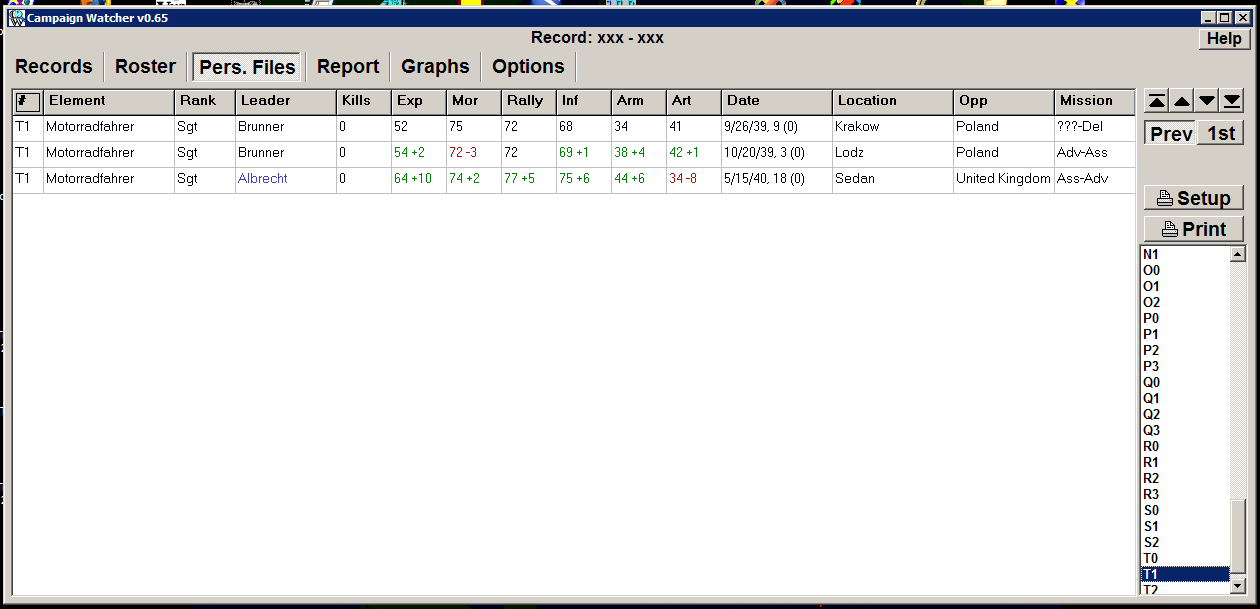 Campaign Watcher v0.65
Record: xxx - xxx
Help
Records Roster Pers. Files Report Graphs Options
# Element Rank Leader Kills Exp Mor Rally Inf Arm Art Date Location Opp Mission
T1 Motorradfahrer Sgt Brunner 0 52 75 72 68 34 41 9/26/39, 9 (0) Krakow Poland ???-Del
T1 Motorradfahrer Sgt Brunner 0 54 +2 72 -3 72 69 +1 38 +4 42 +1 10/20/39, 3 (0) Lodz Poland Adv-Ass
T1 Motorradfahrer Sgt Albrecht 0 64 +10 74 +2 77 +5 75 +6 44 +6 34 -8 5/15/40, 18 (0) Sedan United Kingdom Ass-Adv
Prev 1st
Setup
Print
N1
O0
O1
O2
P0
P1
P2
P3
Q0
Q1
Q2
Q3
R0
R1
R2
R3
S0
S1
S2
T0
T1
T2